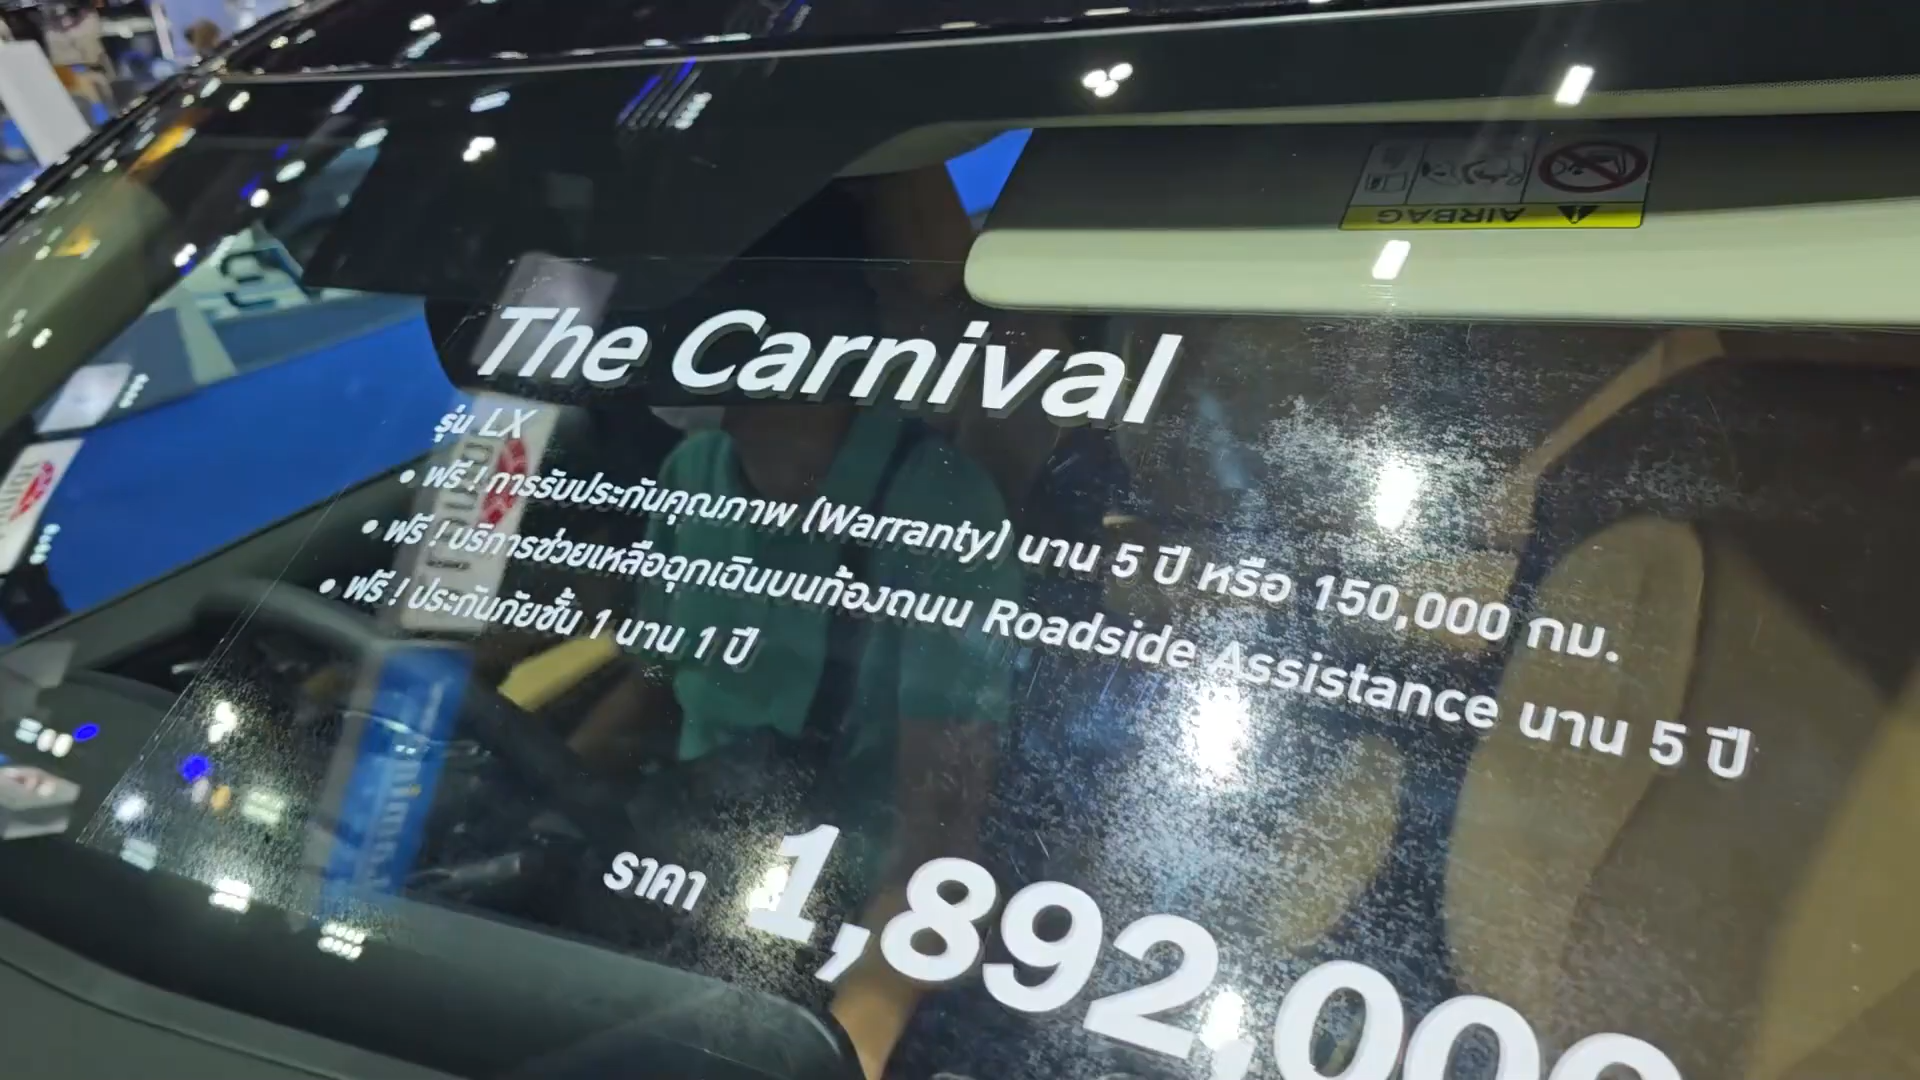 AIRBAG
The Carnival
รุ่น LX
• ฟรี ! การรับประกันคุณภาพ (Warranty) นาน 5 ปี หรือ 150,000 กม.
• ฟรี ! บริการช่วยเหลือฉุกเฉินบนท้องถนน Roadside Assistance นาน 5 ปี
• ฟรี ! ประกันภัยชั้น 1 นาน 1 ปี
ราคา 1,892,000